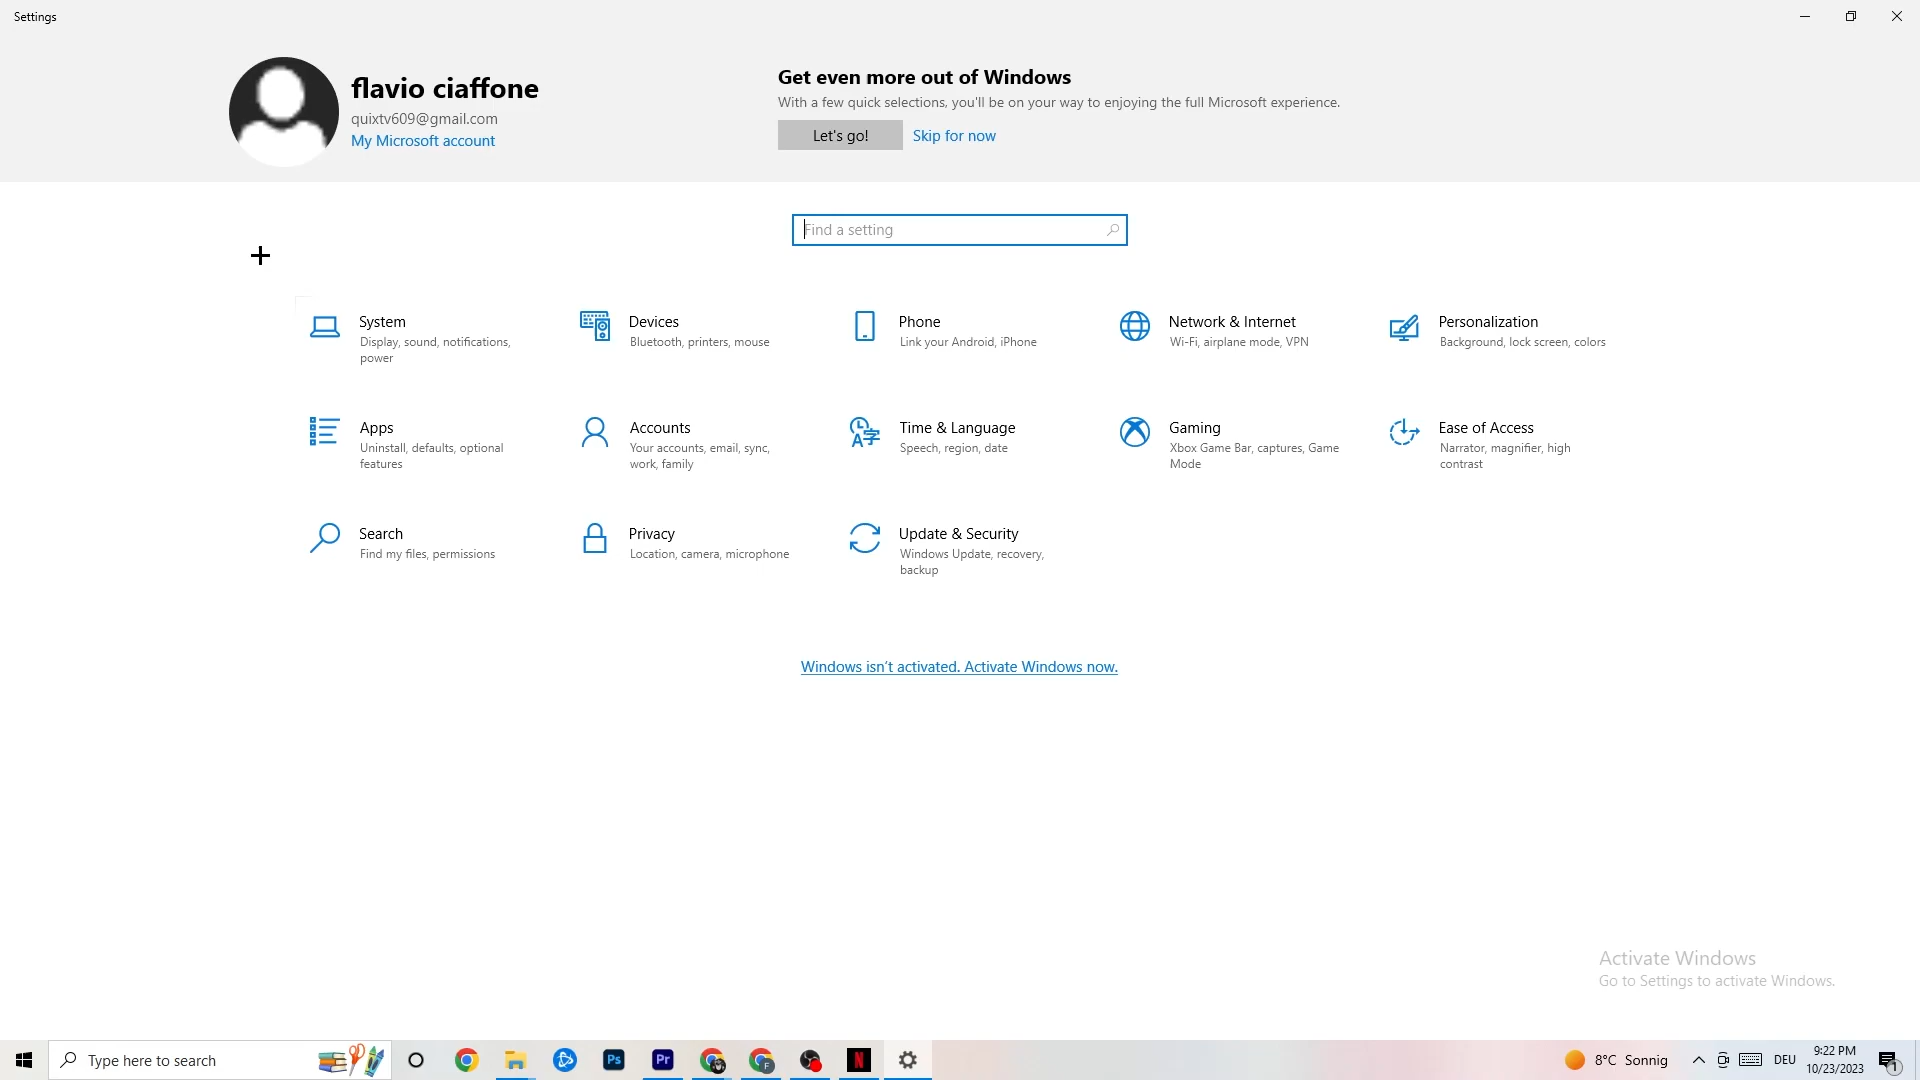 Settings
flavio ciaffone
quixtv609@gmail.com
My Microsoft account
Get even more out of Windows
With a few quick selections, you'll be on your way to enjoying the full Microsoft experience.
Let's go!
Skip for now
Find a setting
System
Display, sound, notifications,
power
Devices
Bluetooth, printers, mouse
Phone
Link your Android, iPhone
Network & Internet
Wi-Fi, airplane mode, VPN
Personalization
Background, lock screen, colors
Apps
Uninstall, defaults, optional
features
Accounts
Your accounts, email, sync,
work, family
Time & Language
Speech, region, date
Gaming
Xbox Game Bar, captures, Game
Mode
Ease of Access
Narrator, magnifier, high
contrast
Search
Find my files, permissions
Privacy
Location, camera, microphone
Update & Security
Windows Update, recovery,
backup
Windows isn't activated. Activate Windows now.
Activate Windows
Go to Settings to activate Windows.
Type here to search
Ps
Pr
F
N
8°C Sonnig
DEU
9:22 PM
10/23/2023
1